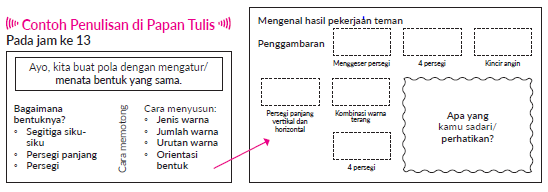 Contoh Penulisan di Papan Tulis
Pada jam ke 13
Ayo, kita buat pola dengan mengatur/
menata bentuk yang sama.
Bagaimana
bentuknya?
° Segitiga siku-
siku
° Persegi panjang
° Persegi
Cara memotong
Cara menyusun:
° Jenis warna
° Jumlah warna
° Urutan warna
° Orientasi
bentuk
Mengenal hasil pekerjaan teman
Penggambaran
Menggeser persegi
4 persegi
Kincir angin
Persegi panjang
vertikal dan
horizontal
Kombinasi warna
terang
4 persegi
Apa yang
kamu sadari/
perhatikan?